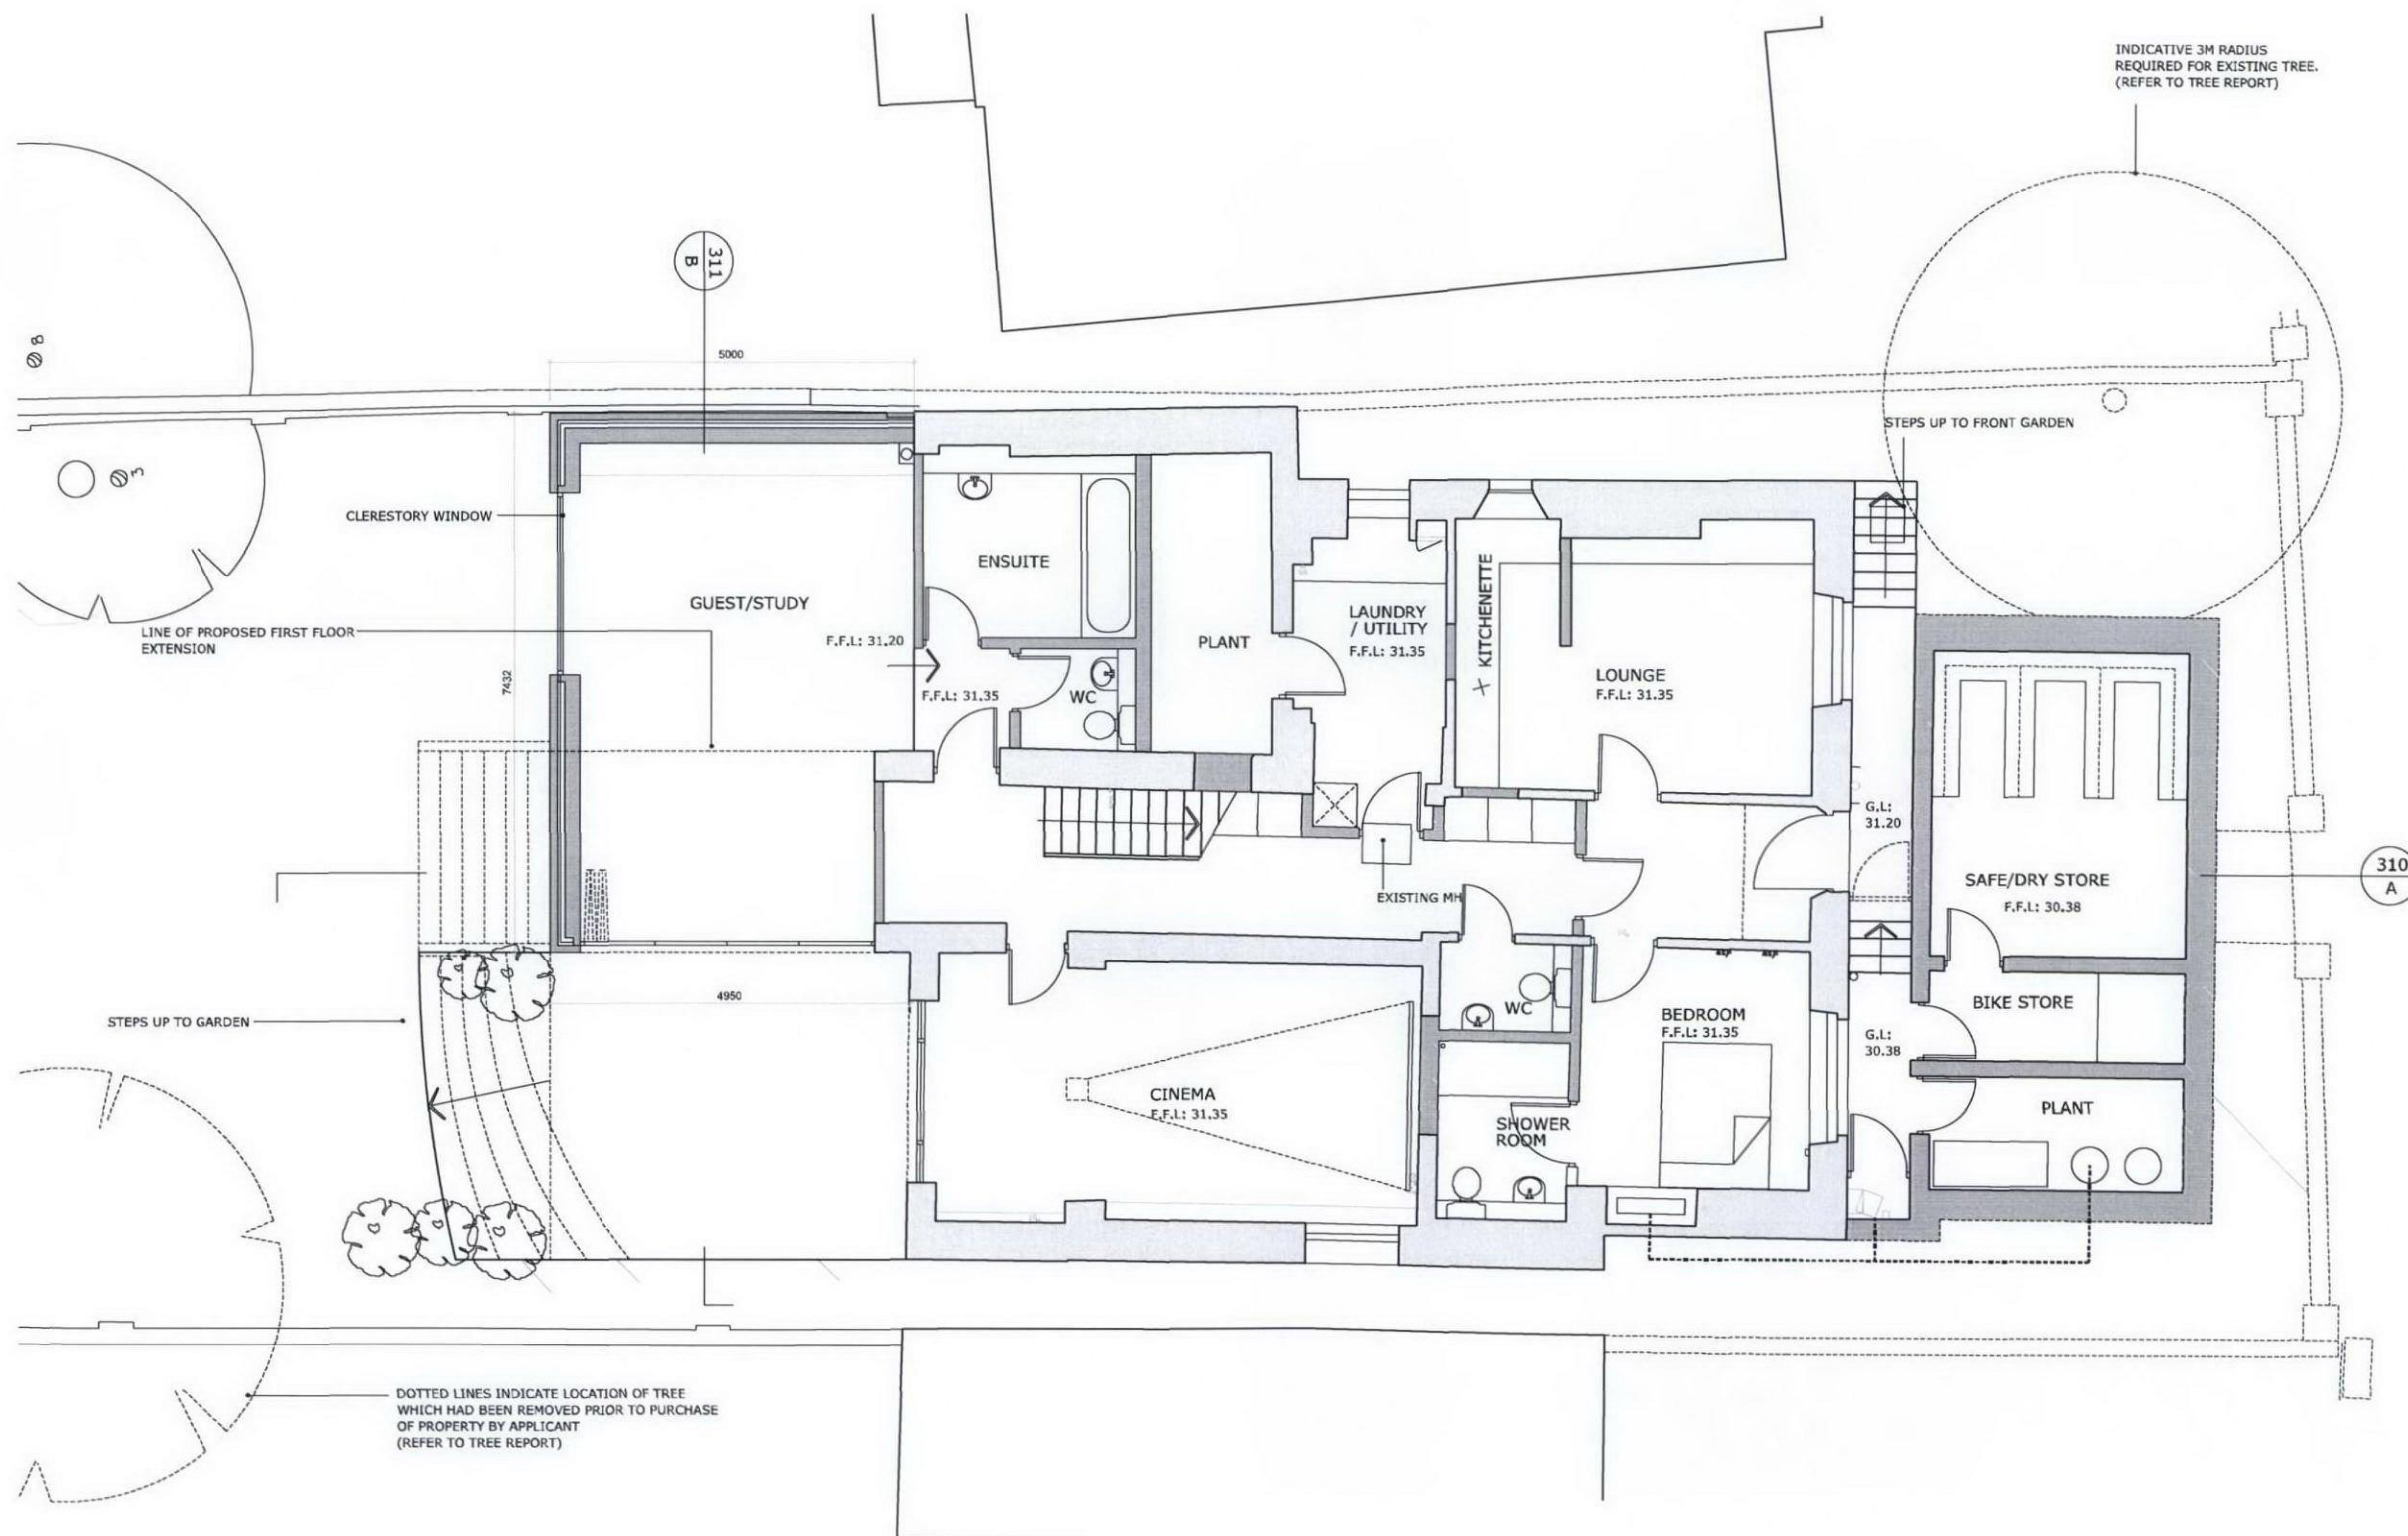 INDICATIVE 3M RADIUS
REQUIRED FOR EXISTING TREE.
(REFER TO TREE REPORT)
311
B
8
5000
STEPS UP TO FRONT GARDEN
3
CLERESTORY WINDOW
ENSUITE
KITCHENETTE
GUEST/STUDY
LAUNDRY
/ UTILITY
F.F.L: 31.35
LINE OF PROPOSED FIRST FLOOR
EXTENSION
F.F.L: 31.20
PLANT
7432
LOUNGE
F.F.L: 31.35
F.F.L: 31.35
WC
G.L:
31.20
310
A
SAFE/DRY STORE
F.F.L: 30.38
EXISTING MH
4950
STEPS UP TO GARDEN
WC
BEDROOM
F.F.L: 31.35
BIKE STORE
G.L:
30.38
CINEMA
F.F.L: 31.35
SHOWER
ROOM
PLANT
DOTTED LINES INDICATE LOCATION OF TREE
WHICH HAD BEEN REMOVED PRIOR TO PURCHASE
OF PROPERTY BY APPLICANT
(REFER TO TREE REPORT)